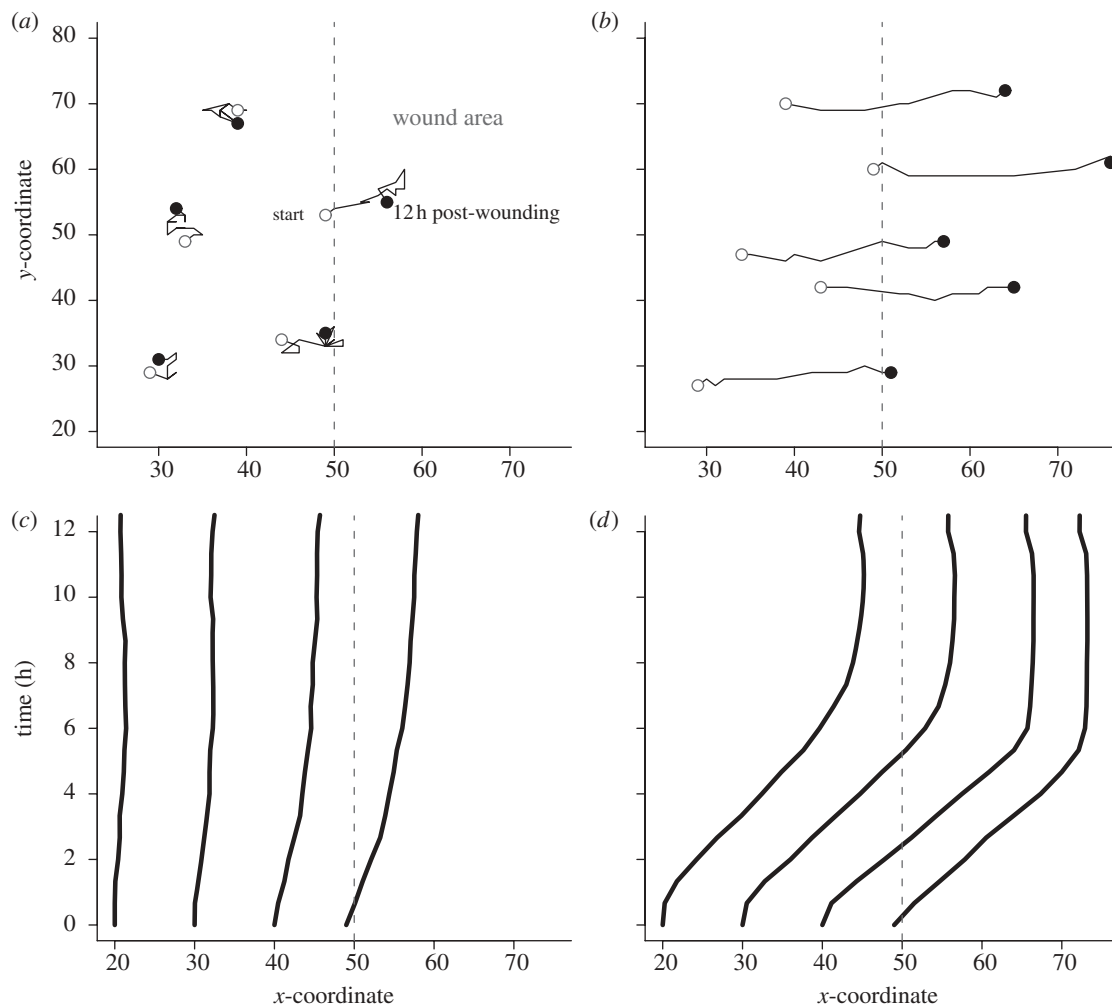 (a)
(b)
80
70
60
50
40
30
20
y-coordinate
wound area
start
12 h post-wounding
30 40 50 60 70
30 40 50 60 70
(c)
(d)
12
10
8
6
4
2
0
time (h)
20 30 40 50 60 70
20 30 40 50 60 70
x-coordinate
x-coordinate